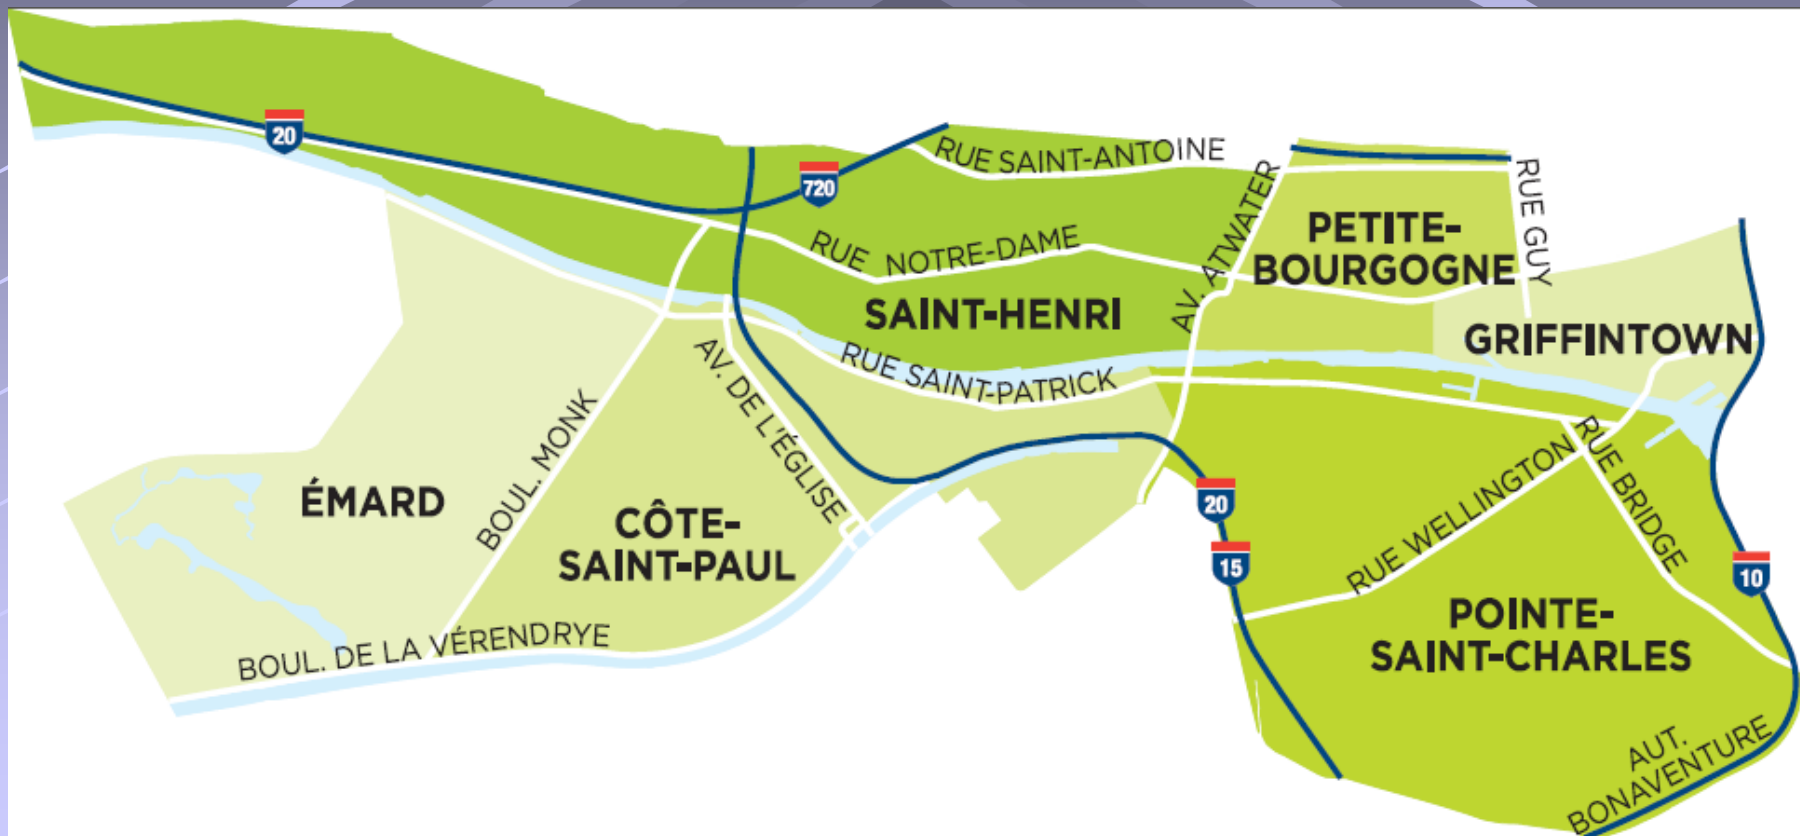 20
720
RUE SAINT-ANTOINE
AV. ATWATER
RUE GUY
PETITE-
BOURGOGNE
RUE NOTRE-DAME
SAINT-HENRI
GRIFFINTOWN
RUE SAINT-PATRICK
AV. DE L'ÉGLISE
BOUL. MONK
ÉMARD
CÔTE-
SAINT-PAUL
BOUL. DE LA VÉRENDRYE
20
15
RUE WELLINGTON
RUE BRIDGE
10
POINTE-
SAINT-CHARLES
AUT.
BONAVENTURE